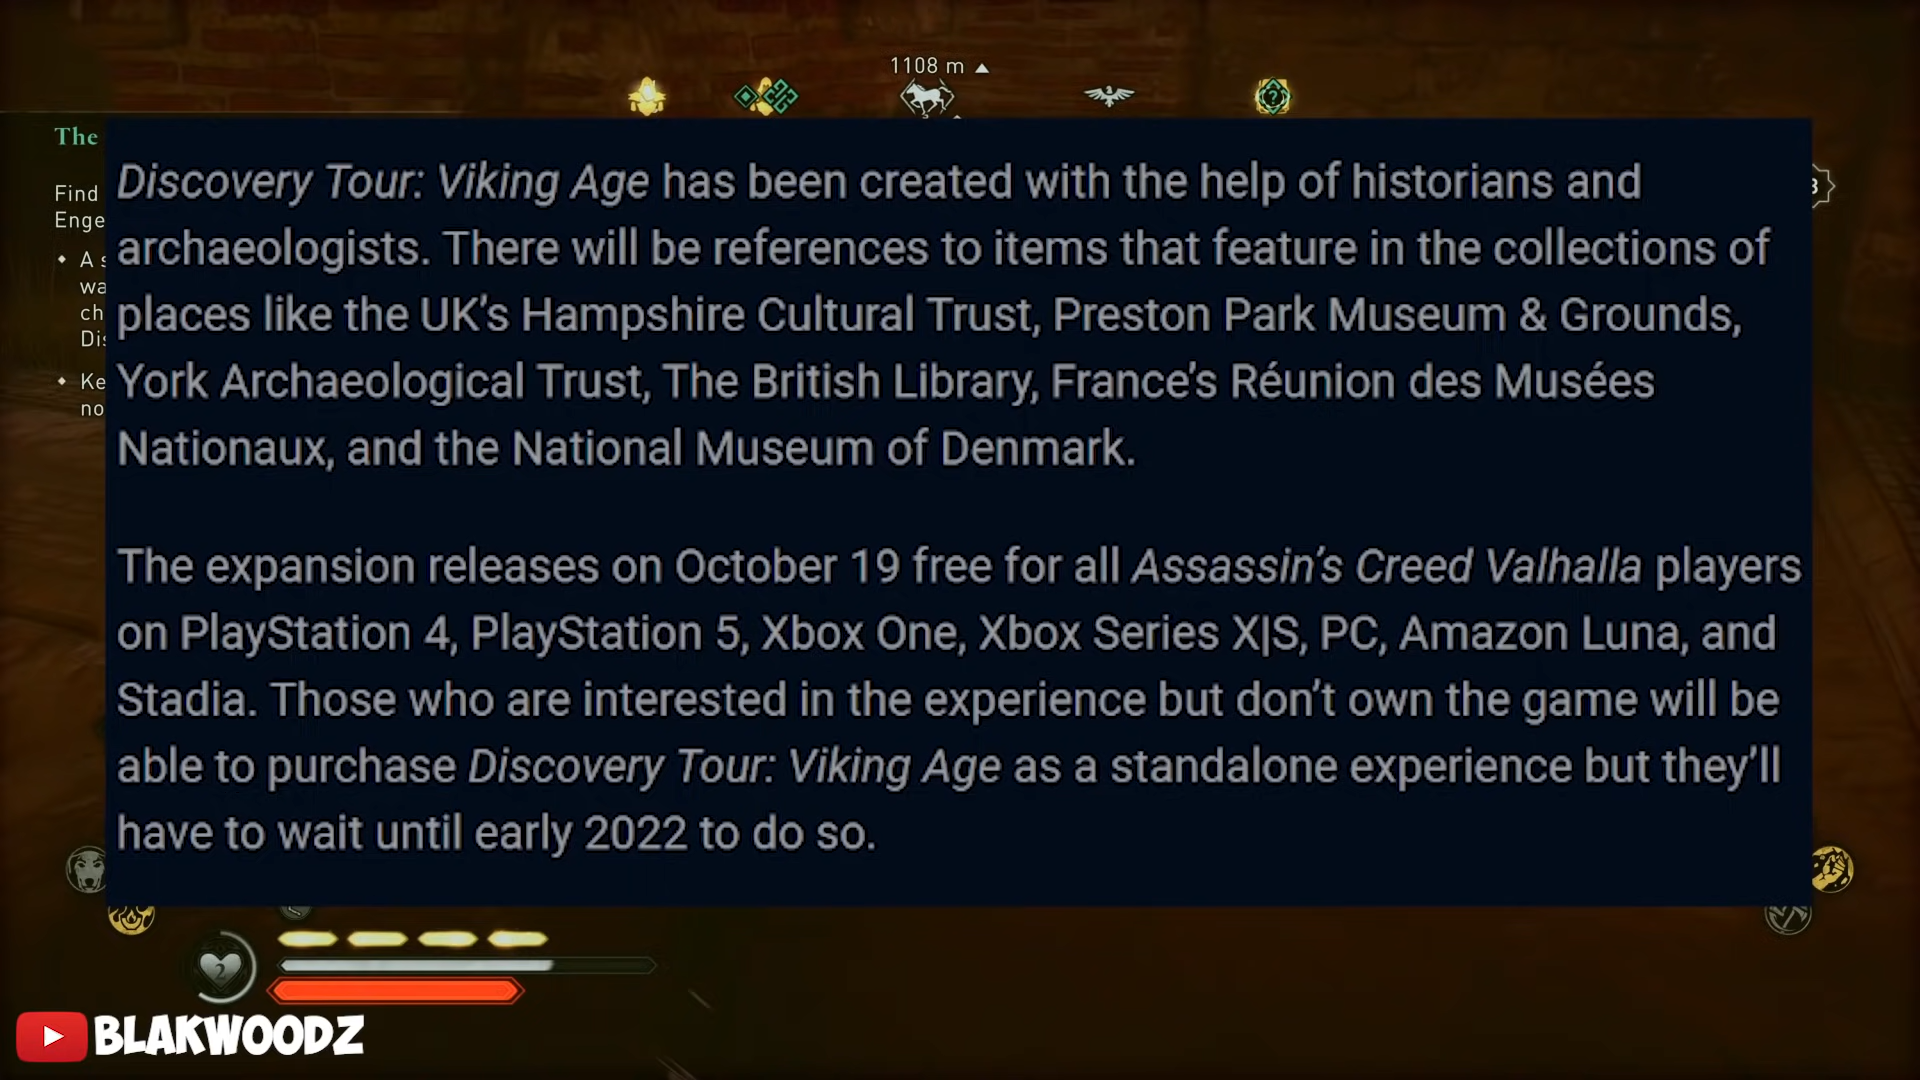 1108 m
The
Find
Enge
wa
ch
Ke
no
Discovery Tour: Viking Age has been created with the help of historians and
archaeologists. There will be references to items that feature in the collections of
places like the UK’s Hampshire Cultural Trust, Preston Park Museum & Grounds,
York Archaeological Trust, The British Library, France’s Réunion des Musées
Nationaux, and the National Museum of Denmark.
The expansion releases on October 19 free for all Assassin’s Creed Valhalla players
on PlayStation 4, PlayStation 5, Xbox One, Xbox Series X|S, PC, Amazon Luna, and
Stadia. Those who are interested in the experience but don’t own the game will be
able to purchase Discovery Tour: Viking Age as a standalone experience but they’ll
have to wait until early 2022 to do so.
2
BLAKWOODZ